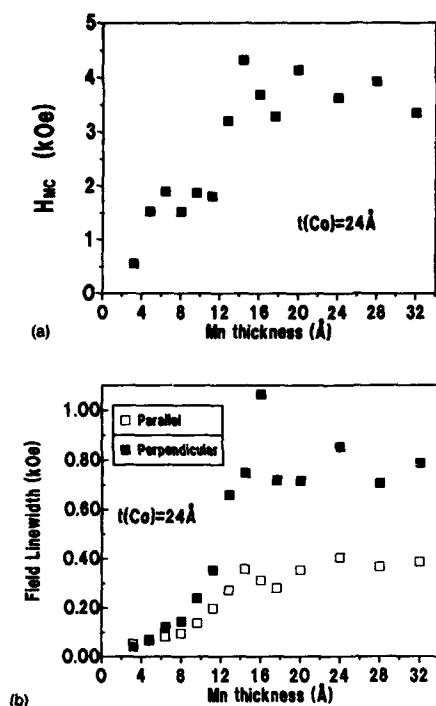 5
4
3
2
1
0
H_MC (kOe)
t(Co)=24Å
0 4 8 12 16 20 24 28 32
Mn thickness (Å)
(a)
1.00
0.80
0.60
0.40
0.20
0.00
Field Linewidth (kOe)
Parallel
Perpendicular
t(Co)=24Å
0 4 8 12 16 20 24 28 32
Mn thickness (Å)
(b)